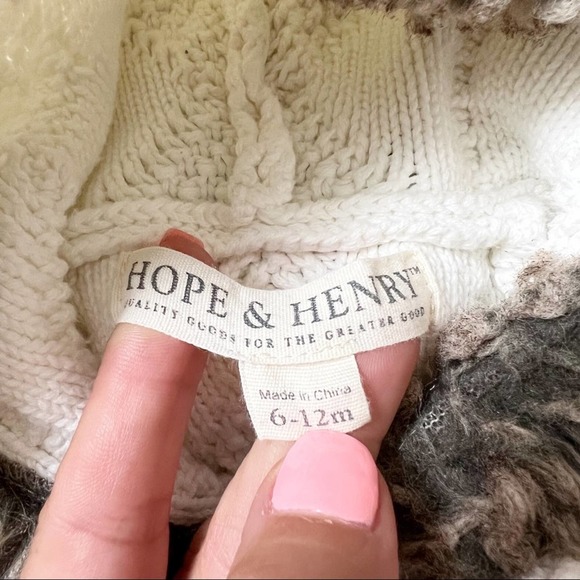 HOPE & HENRY™
QUALITY GOODS FOR THE GREATER GOOD
Made in China
6-12m